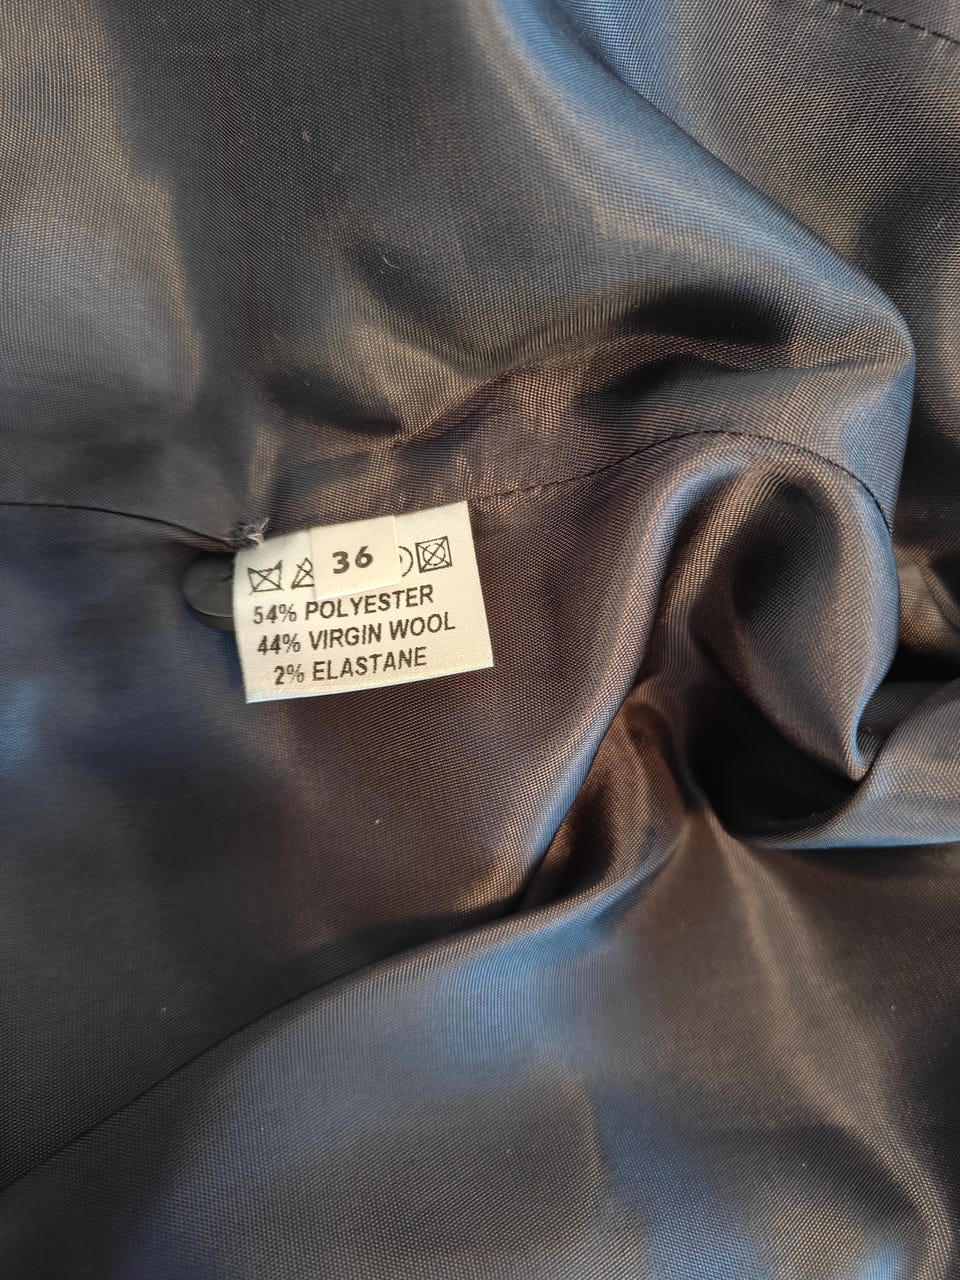 36
54% POLYESTER
44% VIRGIN WOOL
2% ELASTANE